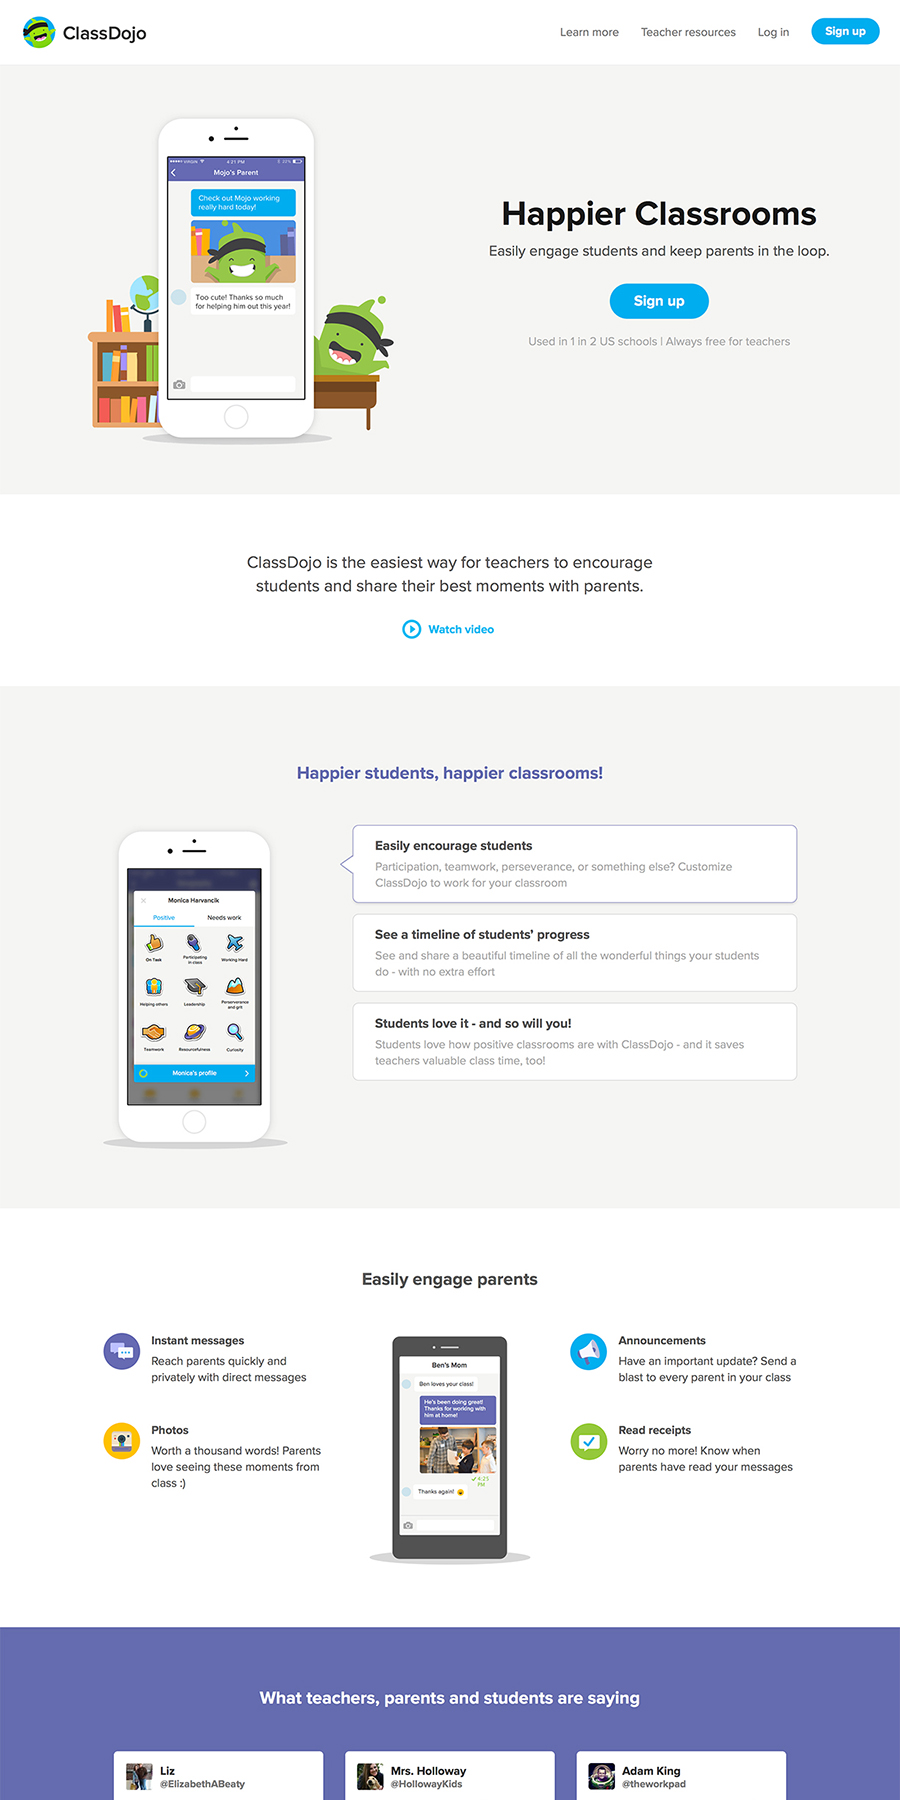 ClassDojo
Learn more
Teacher resources
Log in
Sign up
VIRGIN
4:21 PM
Mojo's Parent
Check out Mojo working
really hard today!
Too cute! Thanks so much
for helping him out this year!
Happier Classrooms
Easily engage students and keep parents in the loop.
Sign up
Used in 1 in 2 US schools | Always free for teachers
ClassDojo is the easiest way for teachers to encourage
students and share their best moments with parents.
Watch video
Happier students, happier classrooms!
Monica Harvancik
Positive
Needs work
On Task
Participating
in class
Working Hard
Helping others
Leadership
Perseverance
and grit
Teamwork
Resourcefulness
Curiosity
Monica's profile
Easily encourage students
Participation, teamwork, perseverance, or something else? Customize
ClassDojo to work for your classroom
See a timeline of students' progress
See and share a beautiful timeline of all the wonderful things your students
do - with no extra effort
Students love it - and so will you!
Students love how positive classrooms are with ClassDojo - and it saves
teachers valuable class time, too!
Easily engage parents
Instant messages
Reach parents quickly and
privately with direct messages
Photos
Worth a thousand words! Parents
love seeing these moments from
class :)
Ben's Mom
Ben loves your class!
He's been doing great!
Thanks for working with
him at home!
4:25
PM
Thanks again!
Announcements
Have an important update? Send a
blast to every parent in your class
Read receipts
Worry no more! Know when
parents have read your messages
What teachers, parents and students are saying
Liz
@ElizabethABeaty
Mrs. Holloway
@HollowayKids
Adam King
@theworkpad